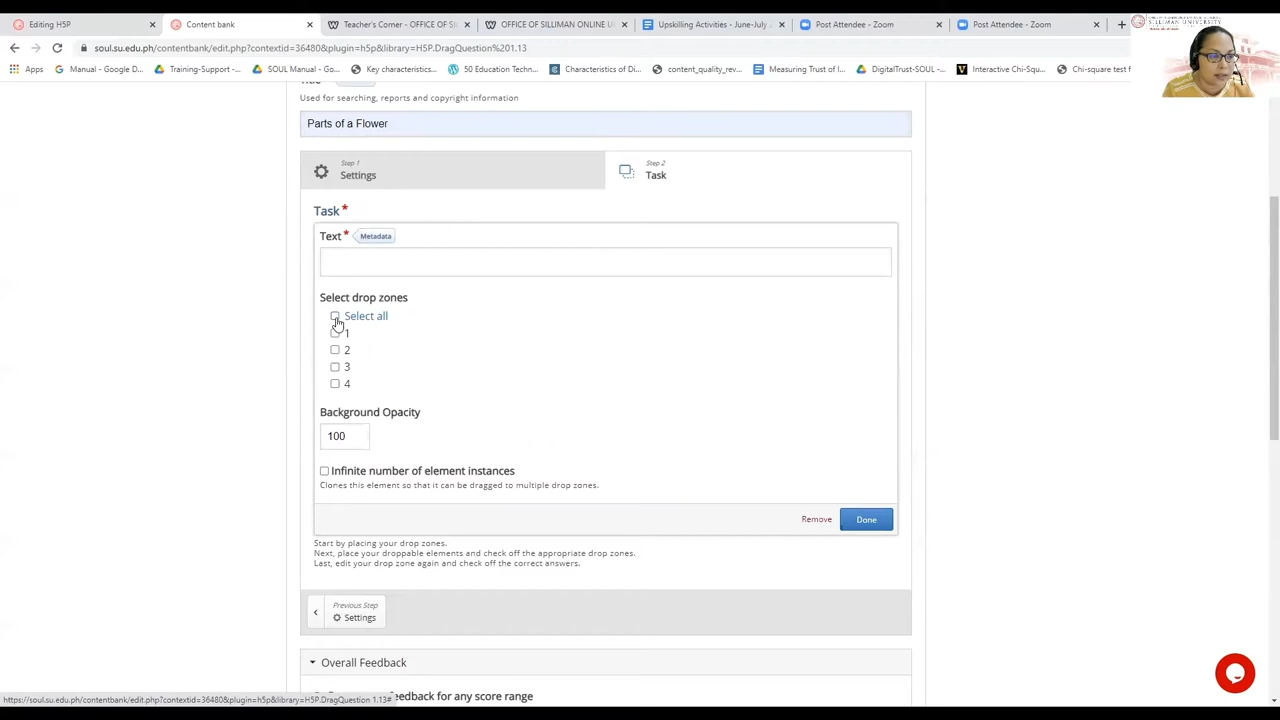 Editing H5P
Content bank
Teacher's Corner - OFFICE OF SIL
OFFICE OF SILLIMAN ONLINE U
Upskilling Activities - June-July
Post Attendee - Zoom
Post Attendee - Zoom
soul.su.edu.ph/contentbank/edit.php?contextid=36480&plugin=h5p&library=H5P.DragQuestion%201.13
Apps
Manual - Google D...
Training-Support -...
SOUL Manual - Go...
Key characteristics...
50 Education Techn...
Characteristics of Di...
content_quality_rev...
Measuring Trust of I...
DigitalTrust-SOUL -...
Interactive Chi-Squ...
Chi-square test f
Used for searching, reports and copyright information
Parts of a Flower
Step 1
Settings
Step 2
Task
Task*
Text* Metadata
Select drop zones
Select all
1
2
3
4
Background Opacity
100
Infinite number of element instances
Clones this element so that it can be dragged to multiple drop zones.
Remove
Done
Start by placing your drop zones.
Next, place your droppable elements and check off the appropriate drop zones.
Last, edit your drop zone again and check off the correct answers.
Previous Step
Settings
Overall Feedback
feedback for any score range
https://soul.su.edu.ph/contentbank/edit.php?contextid=36480&plugin=h5p&library=H5P.DragQuestion 1.13#